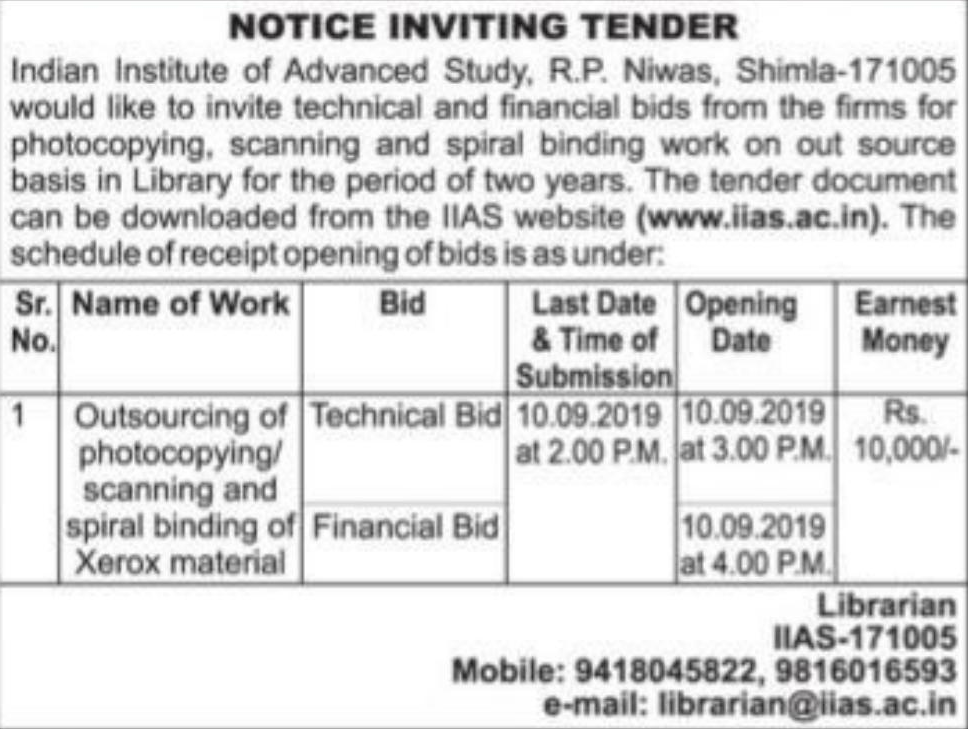 NOTICE INVITING TENDER
Indian Institute of Advanced Study, R.P. Niwas, Shimla-171005
would like to invite technical and financial bids from the firms for
photocopying, scanning and spiral binding work on out source
basis in Library for the period of two years. The tender document
can be downloaded from the IIAS website (www.iias.ac.in). The
schedule of receipt opening of bids is as under:
Sr. No. | Name of Work | Bid | Last Date & Time of Submission | Opening Date | Earnest Money
1 | Outsourcing of photocopying/ scanning and spiral binding of Xerox material | Technical Bid | 10.09.2019 at 2.00 P.M. | 10.09.2019 at 3.00 P.M. | Rs. 10,000/-
Financial Bid | 10.09.2019 at 4.00 P.M.
Librarian
IIAS-171005
Mobile: 9418045822, 9816016593
e-mail: librarian@iias.ac.in